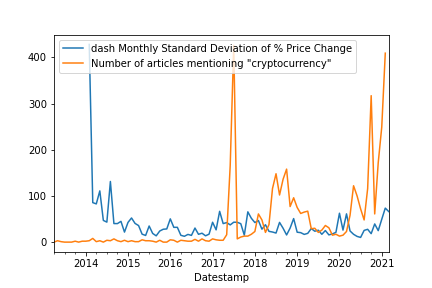 dash Monthly Standard Deviation of % Price Change
Number of articles mentioning "cryptocurrency"
400
300
200
100
0
2014 2015 2016 2017 2018 2019 2020 2021
Datestamp